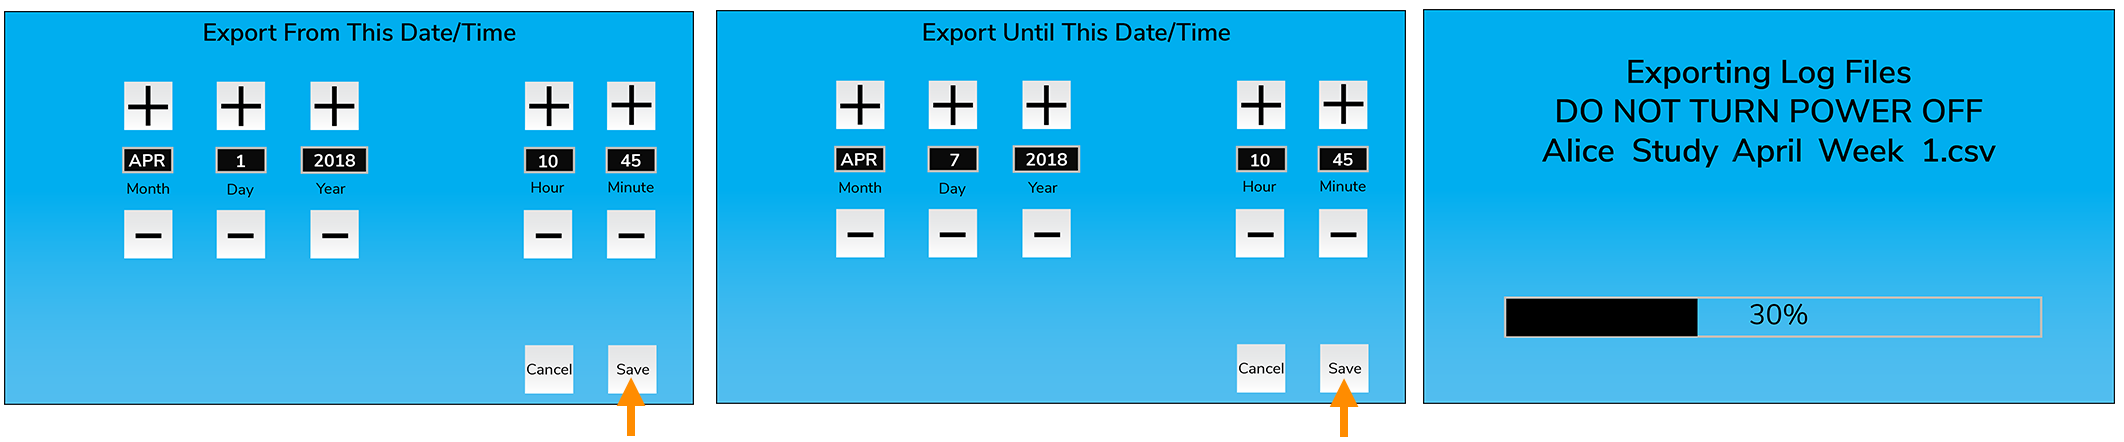 Export From This Date/Time
+ + + + +
APR 1 2018 10 45
Month Day Year Hour Minute
− − − − −
Cancel Save
Export Until This Date/Time
+ + + + +
APR 7 2018 10 45
Month Day Year Hour Minute
− − − − −
Cancel Save
Exporting Log Files
DO NOT TURN POWER OFF
Alice Study April Week 1.csv
30%